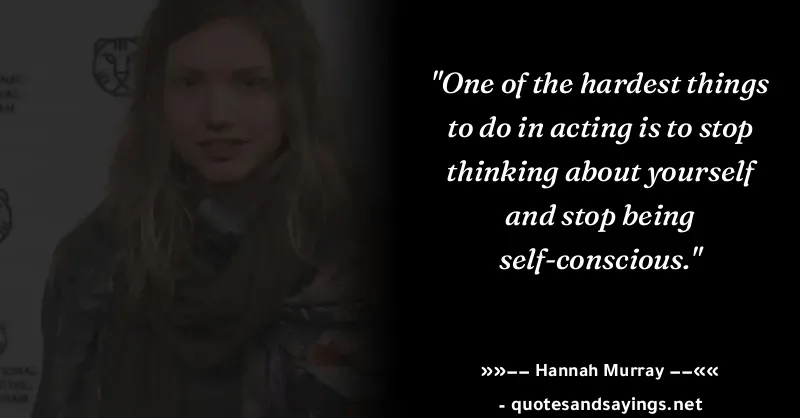 "One of the hardest things
to do in acting is to stop
thinking about yourself
and stop being
self-conscious."
»»−− Hannah Murray −−««
- quotesandsayings.net